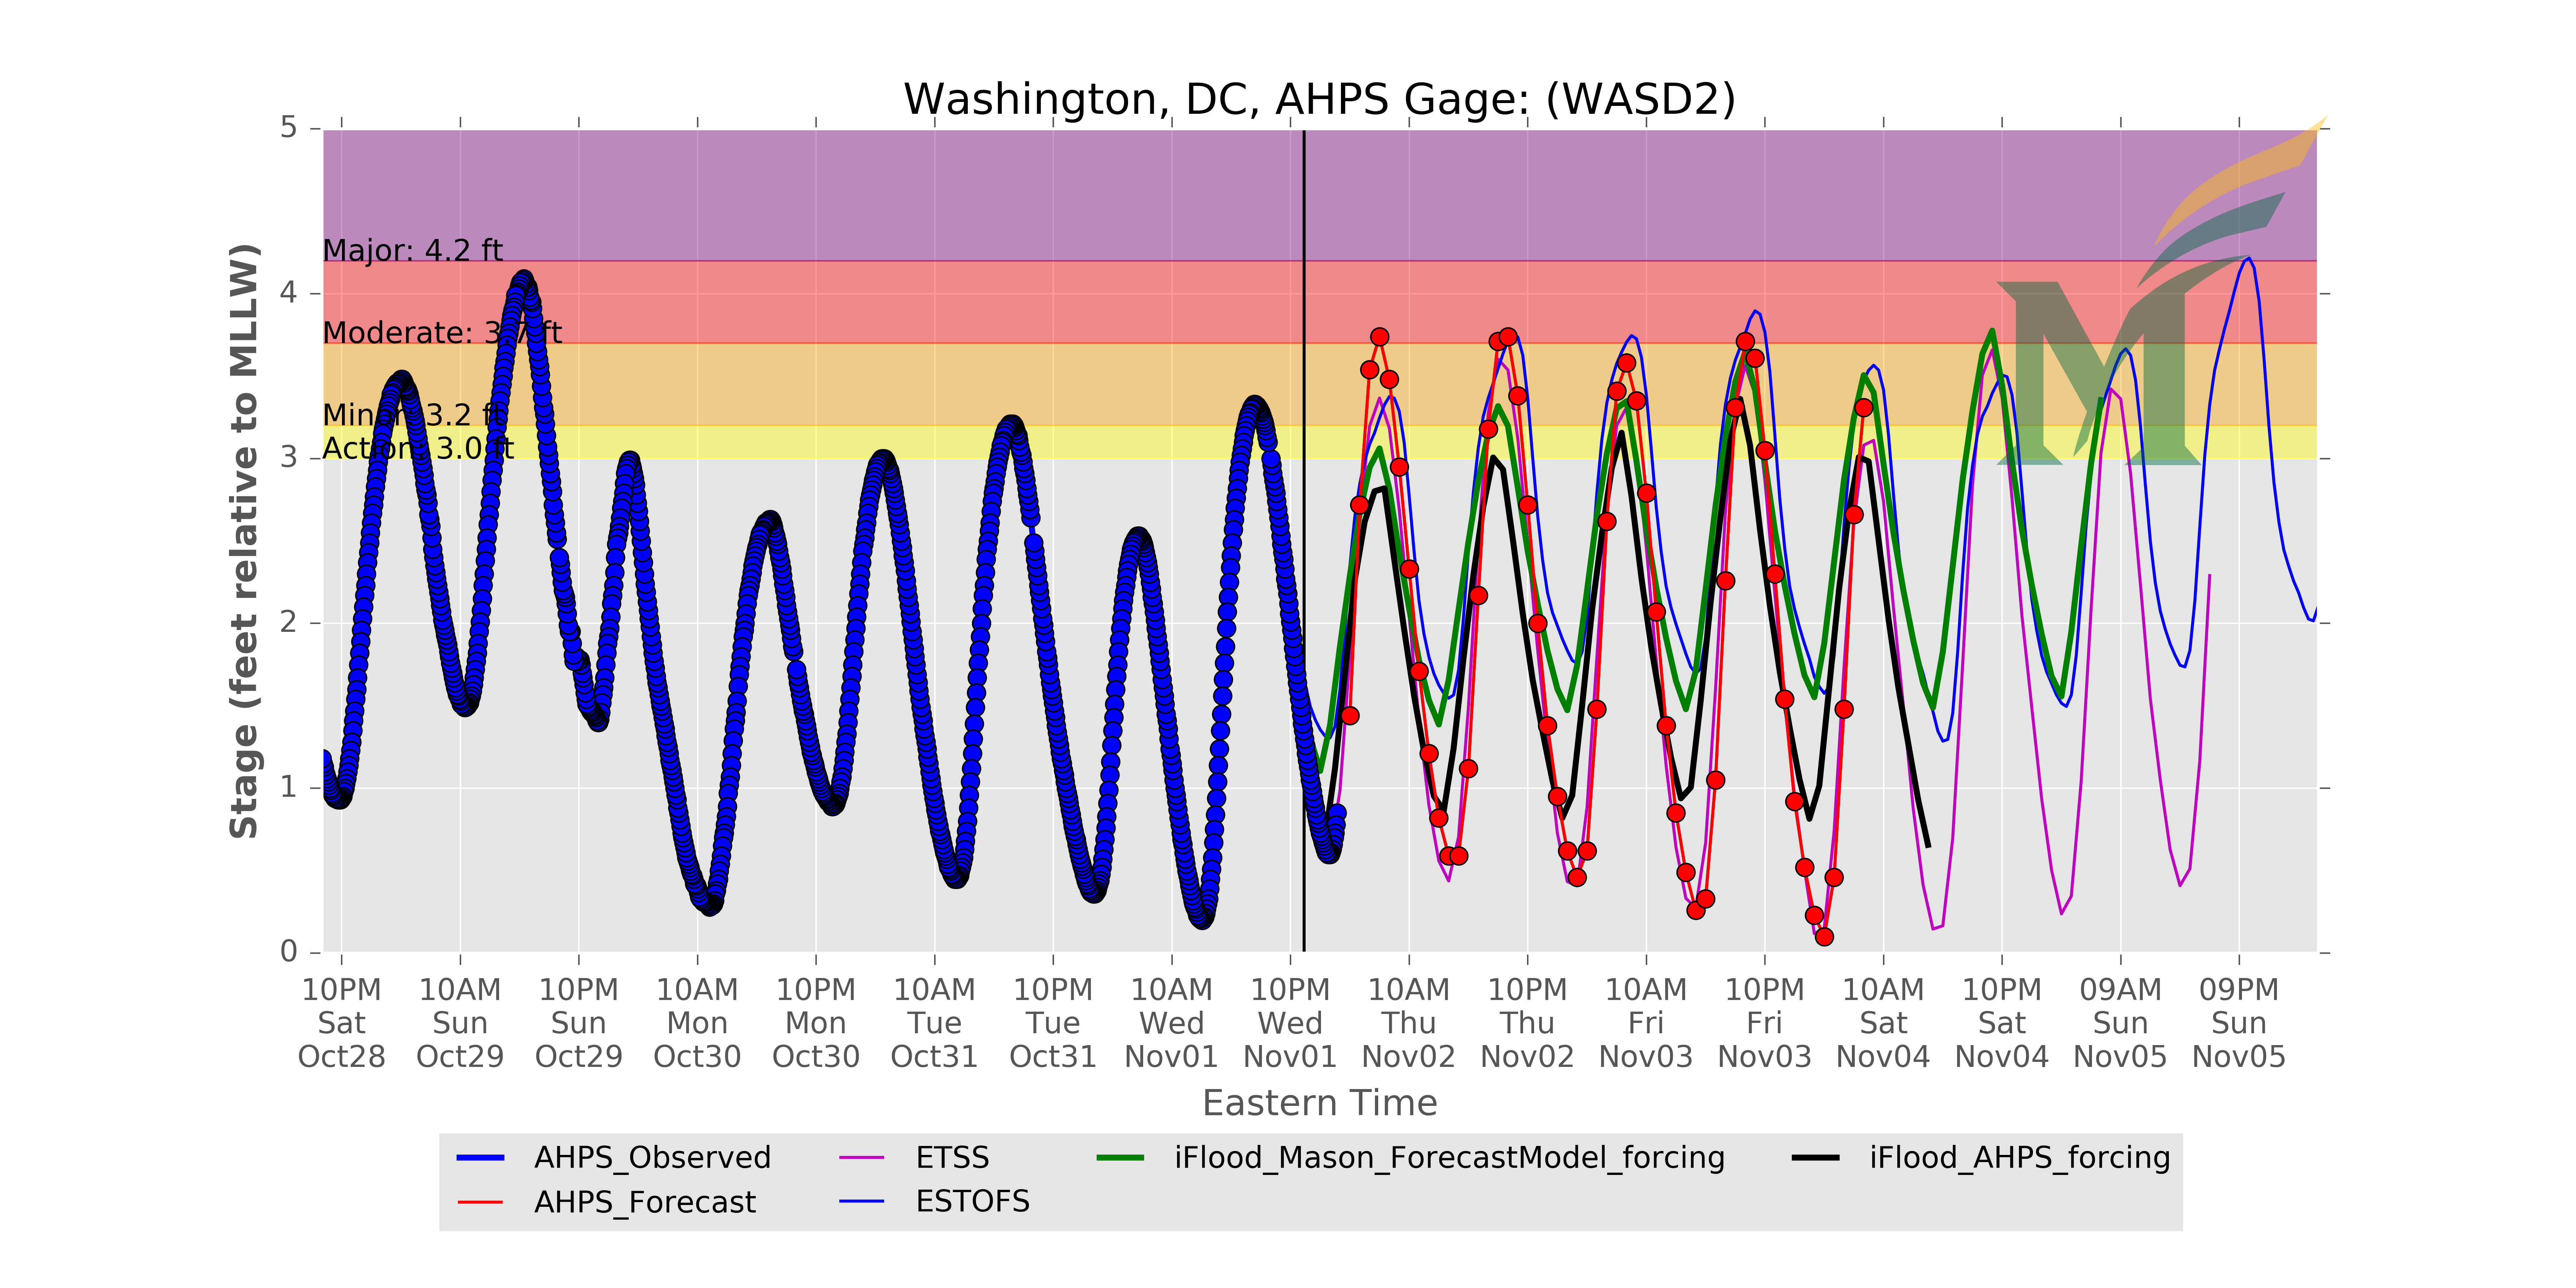 Washington, DC, AHPS Gage: (WASD2)
Stage (feet relative to MLLW)
5
4
3
2
1
0
Major: 4.2 ft
Moderate: 3.7 ft
Minor: 3.2 ft
Action: 3.0 ft
10PM 10AM 10PM 10AM 10PM 10AM 10PM 10AM 10PM 10AM 10PM 10AM 10PM 10AM 10PM 09AM 09PM
Sat Sun Sun Mon Mon Tue Tue Wed Wed Thu Thu Fri Fri Sat Sat Sun Sun
Oct28 Oct29 Oct29 Oct30 Oct30 Oct31 Oct31 Nov01 Nov01 Nov02 Nov02 Nov03 Nov03 Nov04 Nov04 Nov05 Nov05
Eastern Time
AHPS_Observed ETSS iFlood_Mason_ForecastModel_forcing iFlood_AHPS_forcing
AHPS_Forecast ESTOFS
M